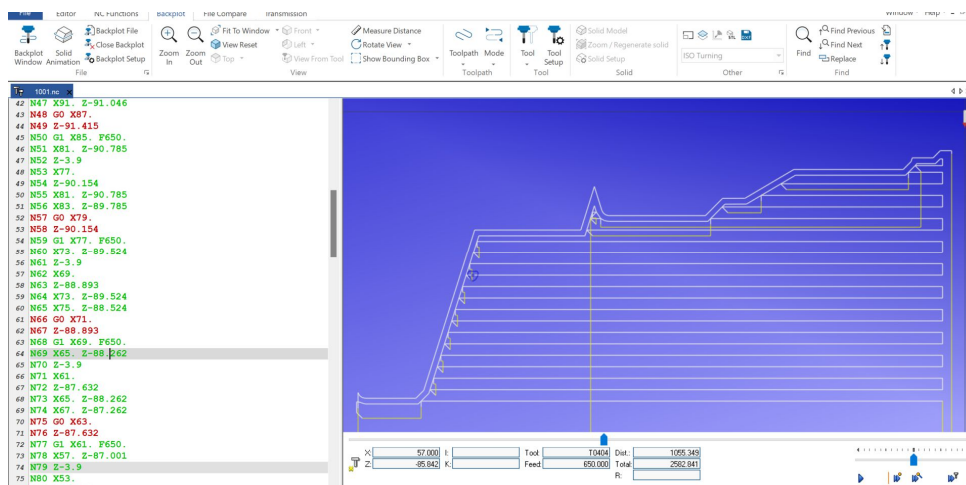 File Editor NC Functions Backplot File Compare Transmission Window Help
Backplot Window
Solid Animation
Backplot File
Close Backplot
Backplot Setup
File
Zoom In
Zoom Out
Fit To Window
View Reset
Top
Front
Left
View From Tool
View
Measure Distance
Rotate View
Show Bounding Box
Toolpath
Mode
Toolpath
Tool
Tool Setup
Tool
Solid Model
Zoom / Regenerate solid
Solid Setup
Solid
ISO Turning
Other
Find
Find Previous
Find Next
Replace
Find
1001.nc
42 N47 X91. Z-91.046
43 N48 G0 X87.
44 N49 Z-91.415
45 N50 G1 X85. F650.
46 N51 X81. Z-90.785
47 N52 Z-3.9
48 N53 X77.
49 N54 Z-90.154
50 N55 X81. Z-90.785
51 N56 X83. Z-89.785
52 N57 G0 X79.
53 N58 Z-90.154
54 N59 G1 X77. F650.
55 N60 X73. Z-89.524
56 N61 Z-3.9
57 N62 X69.
58 N63 Z-88.893
59 N64 X73. Z-89.524
60 N65 X75. Z-88.524
61 N66 G0 X71.
62 N67 Z-88.893
63 N68 G1 X69. F650.
64 N69 X65. Z-88.262
65 N70 Z-3.9
66 N71 X61.
67 N72 Z-87.632
68 N73 X65. Z-88.262
69 N74 X67. Z-87.262
70 N75 G0 X63.
71 N76 Z-87.632
72 N77 G1 X61. F650.
73 N78 X57. Z-87.001
74 N79 Z-3.9
75 N80 X53.
X: 57.000 I: Tool: T0404 Dist.: 1055.349
Z: -85.842 K: Feed: 650.000 Total: 2582.841
R: